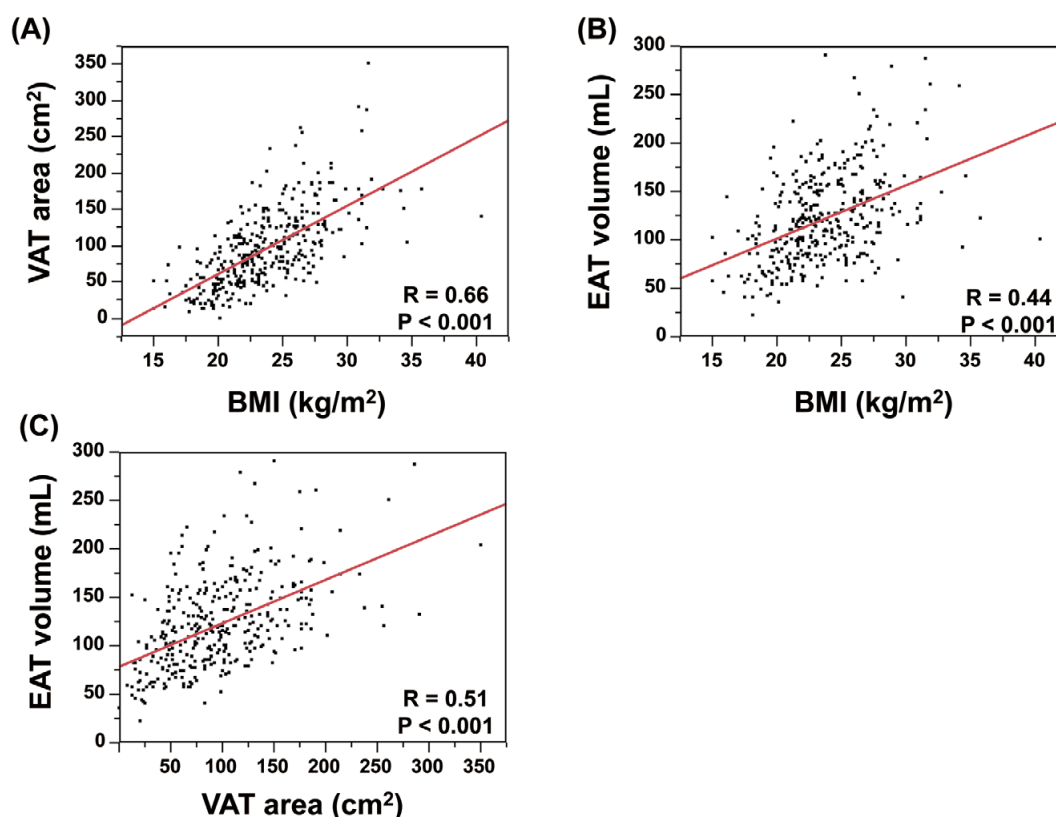 (A)
VAT area (cm²)
350
300
250
200
150
100
50
0
15 20 25 30 35 40
BMI (kg/m²)
R = 0.66
P < 0.001
(B)
EAT volume (mL)
300
250
200
150
100
50
0
15 20 25 30 35 40
BMI (kg/m²)
R = 0.44
P < 0.001
(C)
EAT volume (mL)
300
250
200
150
100
50
0
50 100 150 200 250 300 350
VAT area (cm²)
R = 0.51
P < 0.001